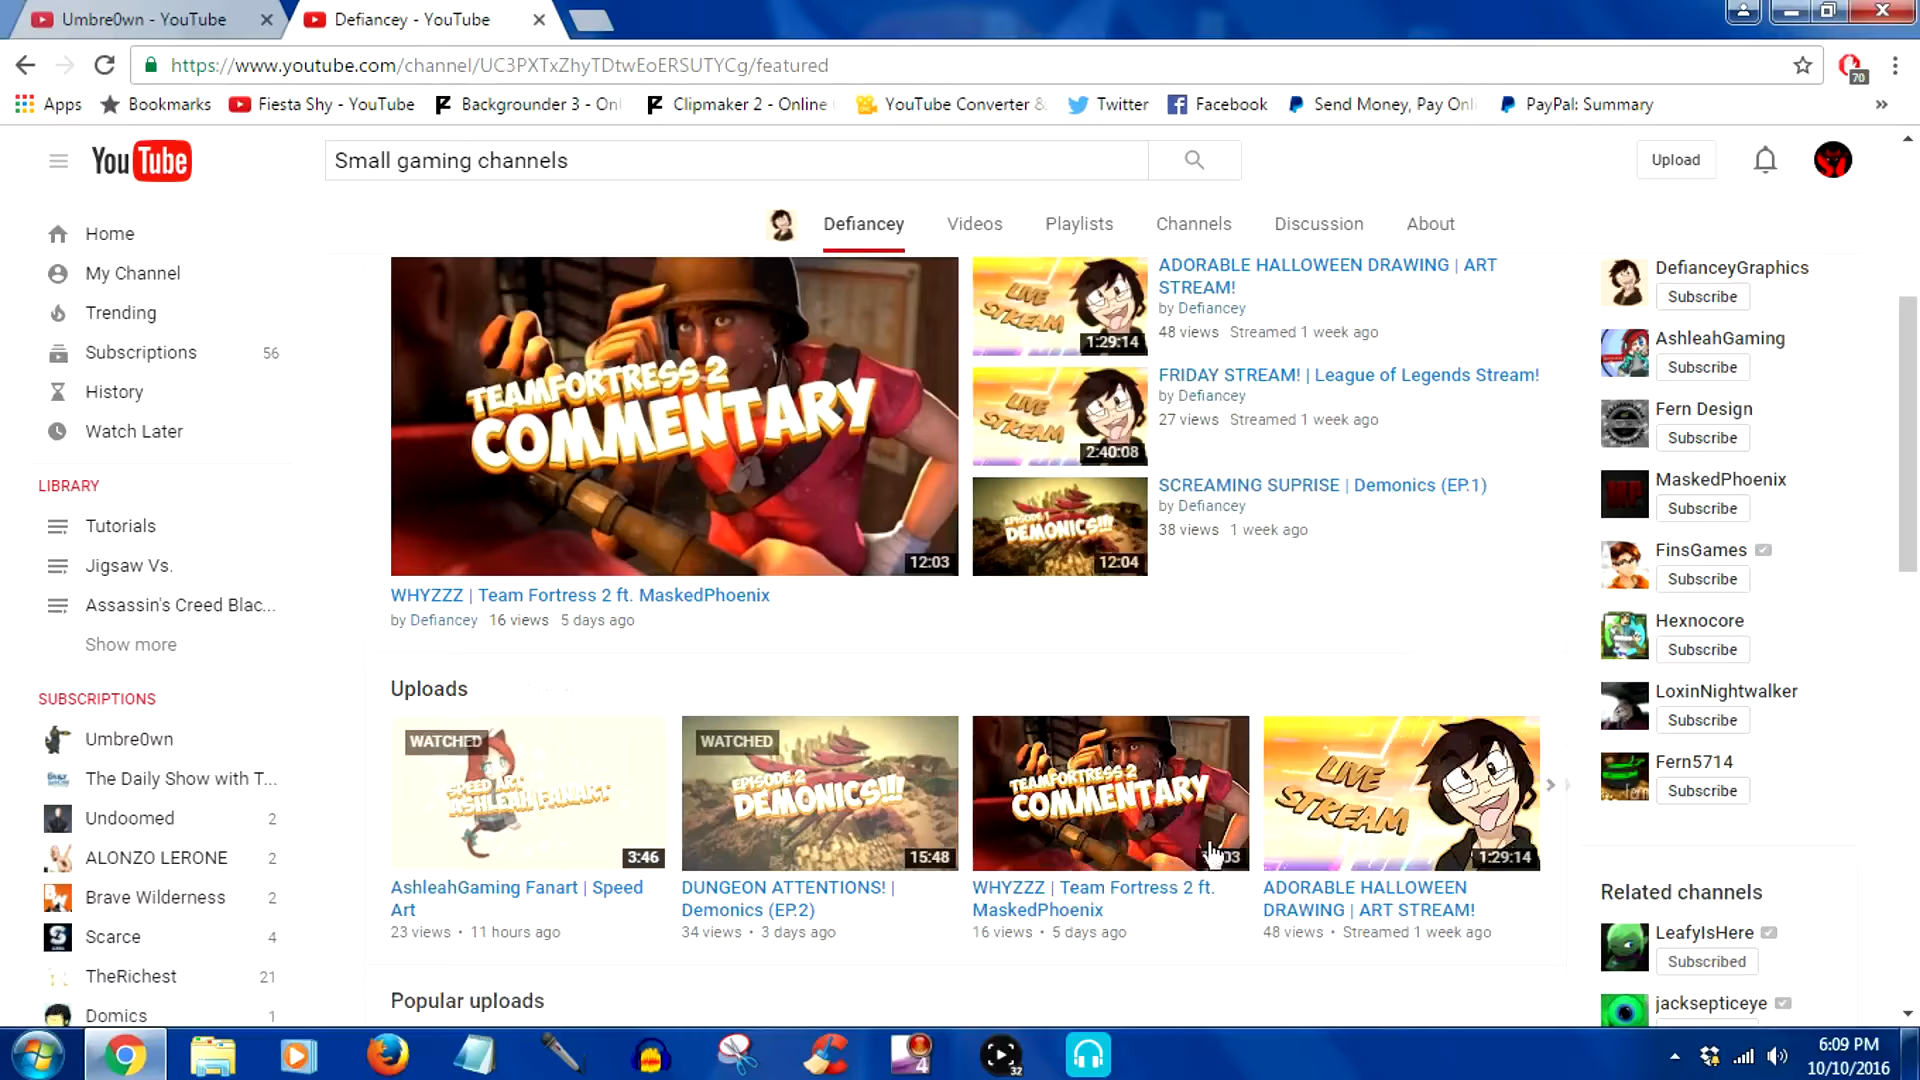 Umbre0wn - YouTube
Defiancey - YouTube
https://www.youtube.com/channel/UC3PXTxZhyTDtwEoERSUTYCg/featured
70
Apps
Bookmarks
Fiesta Shy - YouTube
Backgrounder 3 - Onl
Clipmaker 2 - Online
YouTube Converter &
Twitter
Facebook
Send Money, Pay Onli
PayPal: Summary
YouTube
Small gaming channels
Upload
Defiancey
Videos
Playlists
Channels
Discussion
About
Home
My Channel
Trending
Subscriptions 56
History
Watch Later
LIBRARY
Tutorials
Jigsaw Vs.
Assassin's Creed Blac...
Show more
SUBSCRIPTIONS
Umbre0wn
The Daily Show with T...
Undoomed 2
ALONZO LERONE 2
Brave Wilderness 2
Scarce 4
TheRichest 21
Domics 1
TEAMFORTRESS 2
COMMENTARY
12:03
WHYZZZ | Team Fortress 2 ft. MaskedPhoenix
by Defiancey 16 views 5 days ago
LIVE
STREAM
1:29:14
ADORABLE HALLOWEEN DRAWING | ART
STREAM!
by Defiancey
48 views Streamed 1 week ago
LIVE
STREAM
2:40:08
FRIDAY STREAM! | League of Legends Stream!
by Defiancey
27 views Streamed 1 week ago
EPISODE 1
DEMONICS!!!
12:04
SCREAMING SUPRISE | Demonics (EP.1)
by Defiancey
38 views 1 week ago
Uploads
WATCHED
SPEED ART
ASHLEAH FANART
3:46
AshleahGaming Fanart | Speed
Art
23 views • 11 hours ago
WATCHED
EPISODE 2
DEMONICS!!!
15:48
DUNGEON ATTENTIONS! |
Demonics (EP.2)
34 views • 3 days ago
TEAMFORTRESS 2
COMMENTARY
03
WHYZZZ | Team Fortress 2 ft.
MaskedPhoenix
16 views • 5 days ago
LIVE
STREAM
1:29:14
ADORABLE HALLOWEEN
DRAWING | ART STREAM!
48 views • Streamed 1 week ago
Popular uploads
DefianceyGraphics
Subscribe
AshleahGaming
Subscribe
Fern Design
Subscribe
MaskedPhoenix
Subscribe
FinsGames
Subscribe
Hexnocore
Subscribe
LoxinNightwalker
Subscribe
Fern5714
Subscribe
Related channels
LeafyIsHere
Subscribed
jacksepticeye
4
32
6:09 PM
10/10/2016